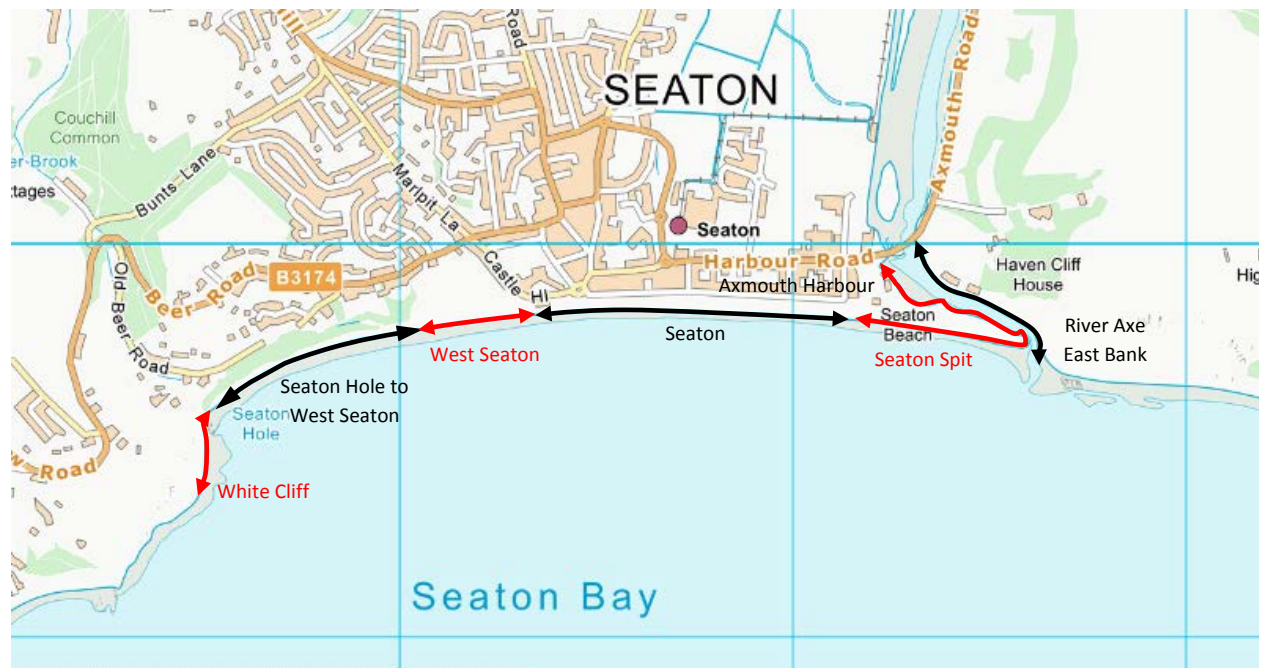 Hill
Road
SEATON
Axmouth Road
Couchill
Common
er-Brook
ttages
Bunts Lane
Marlpit La
Seaton
Old Beer Road
Beer Road
B3174
Castle Hl
Harbour Road
Haven Cliff
House
Hig
Axmouth Harbour
Seaton
Beach
River Axe
East Bank
West Seaton
Seaton
Seaton Spit
Seaton Hole to
West Seaton
Seaton
Hole
w Road
White Cliff
Seaton Bay